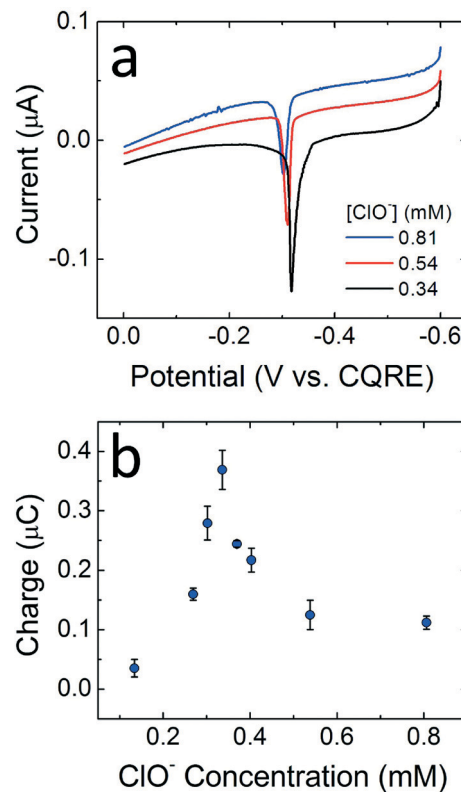 a
0.1
0.0
-0.1
Current (μA)
[ClO⁻] (mM)
0.81
0.54
0.34
0.0 -0.2 -0.4 -0.6
Potential (V vs. CQRE)
b
0.4
0.3
0.2
0.1
0.0
Charge (μC)
0.2 0.4 0.6 0.8
ClO⁻ Concentration (mM)